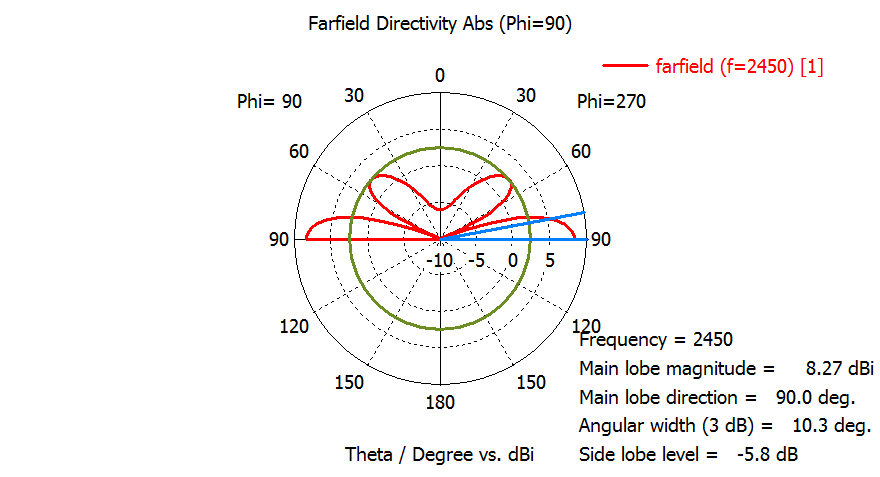 Farfield Directivity Abs (Phi=90)
farfield (f=2450) [1]
0
Phi= 90 30 30 Phi=270
60 60
90 90
-10 -5 0 5
120 120
150 150
180
Frequency = 2450
Main lobe magnitude = 8.27 dBi
Main lobe direction = 90.0 deg.
Angular width (3 dB) = 10.3 deg.
Theta / Degree vs. dBi Side lobe level = -5.8 dB